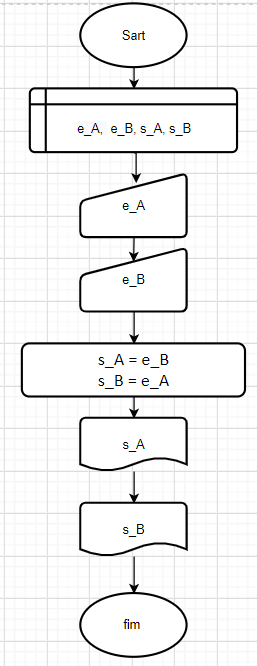 Sart
e_A, e_B, s_A, s_B
e_A
e_B
s_A = e_B
s_B = e_A
s_A
s_B
fim